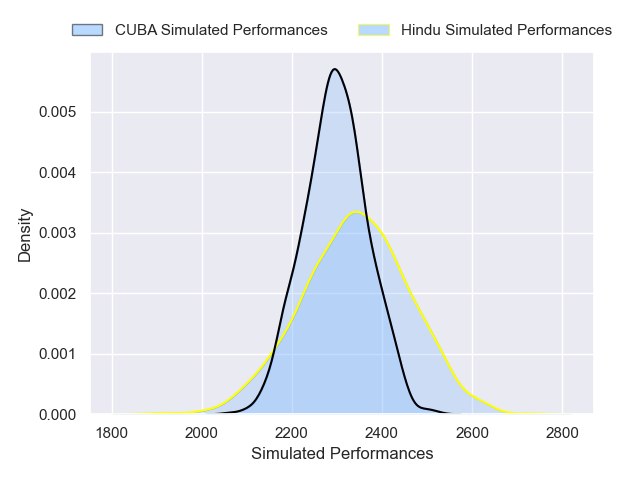 CUBA Simulated Performances Hindu Simulated Performances
0.005
0.004
0.003
0.002
0.001
0.000
Density
1800 2000 2200 2400 2600 2800
Simulated Performances